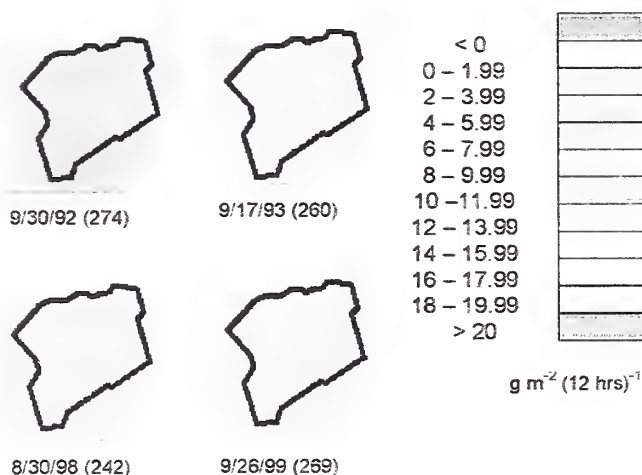 9/30/92 (274)
9/17/93 (260)
8/30/98 (242)
9/26/99 (269)
< 0
0 – 1.99
2 – 3.99
4 – 5.99
6 – 7.99
8 – 9.99
10 –11.99
12 – 13.99
14 – 15.99
16 – 17.99
18 – 19.99
> 20
g m⁻² (12 hrs)⁻¹